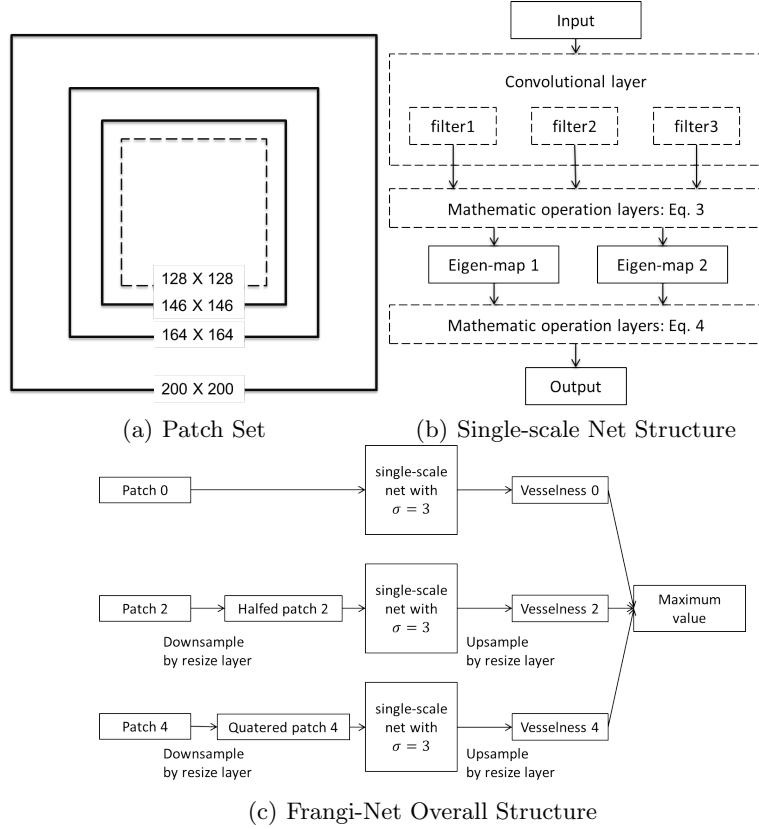 128 X 128
146 X 146
164 X 164
200 X 200
(a) Patch Set
Input
Convolutional layer
filter1
filter2
filter3
Mathematic operation layers: Eq. 3
Eigen-map 1
Eigen-map 2
Mathematic operation layers: Eq. 4
Output
(b) Single-scale Net Structure
Patch 0
single-scale
net with
σ = 3
Vesselness 0
Patch 2
Halfed patch 2
single-scale
net with
σ = 3
Vesselness 2
Maximum
value
Downsample
by resize layer
Upsample
by resize layer
Patch 4
Quatered patch 4
single-scale
net with
σ = 3
Vesselness 4
Downsample
by resize layer
Upsample
by resize layer
(c) Frangi-Net Overall Structure